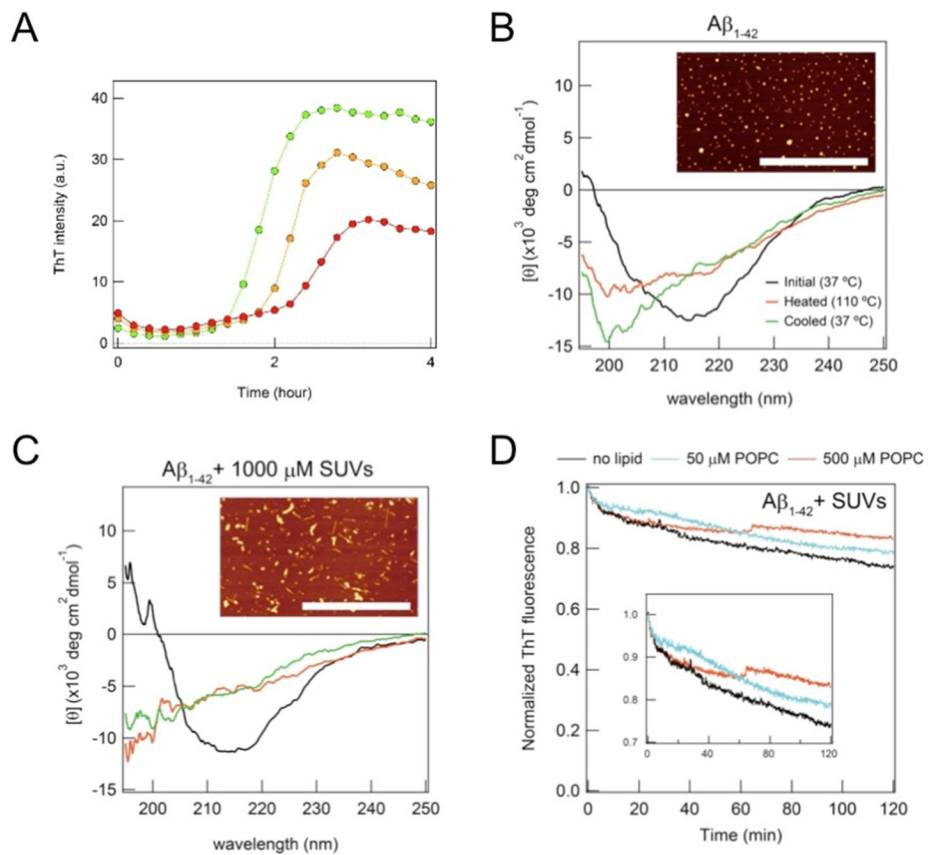 A
ThT intensity (a.u.)
40
30
20
10
0
0
2
4
Time (hour)
B
Aβ1-42
[θ] (x10³ deg cm² dmol⁻¹)
10
5
0
-5
-10
-15
Initial (37 ºC)
Heated (110 ºC)
Cooled (37 ºC)
200
210
220
230
240
250
wavelength (nm)
C
Aβ1-42 + 1000 μM SUVs
[θ] (x10³ deg cm² dmol⁻¹)
10
5
0
-5
-10
-15
200
210
220
230
240
250
wavelength (nm)
D
no lipid 50 μM POPC 500 μM POPC
Aβ1-42 + SUVs
Normalized ThT fluorescence
1.0
0.8
0.6
0.4
0.2
0.0
1.0
0.9
0.8
0.7
0
40
80
120
0
20
40
60
80
100
120
Time (min)